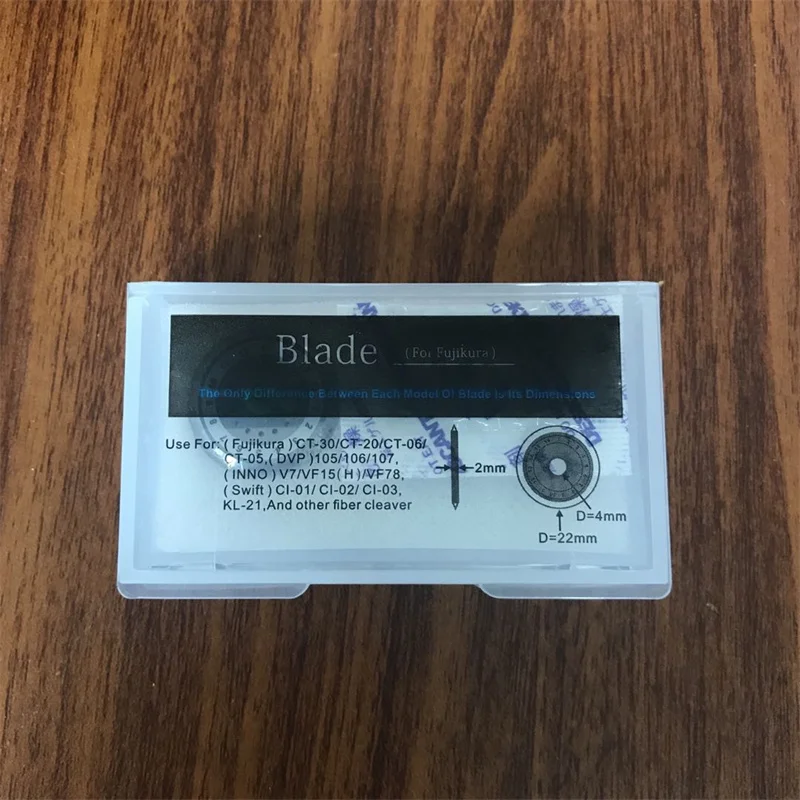 Blade (For Fujikura)
The Only Difference Between Each Model Of Blade Is Its Dimensions
Use For: (Fujikura) CT-30/CT-20/CT-06/
CT-05, (DVP) 105/106/107,
(INNO) V7/VF15(H)/VF78,
(Swift) CI-01/ CI-02/ CI-03,
KL-21,And other fiber cleaver
2mm
D=4mm
D=22mm